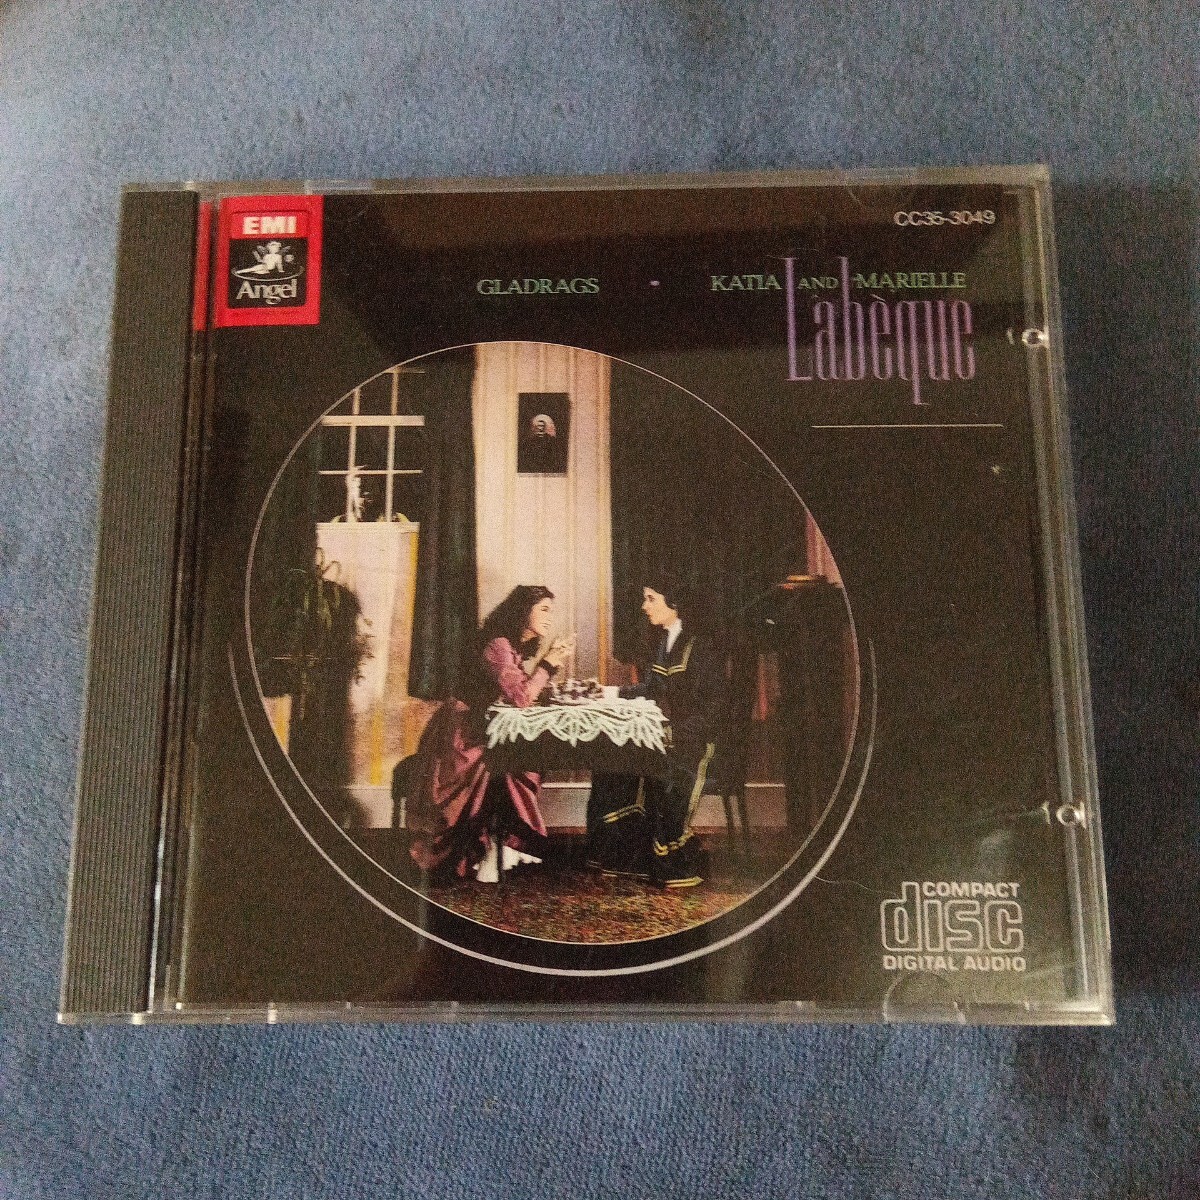 EMI
Angel
CC35-3049
GLADRAGS · KATIA AND MARIELLE
Labèque
COMPACT
disc
DIGITAL AUDIO